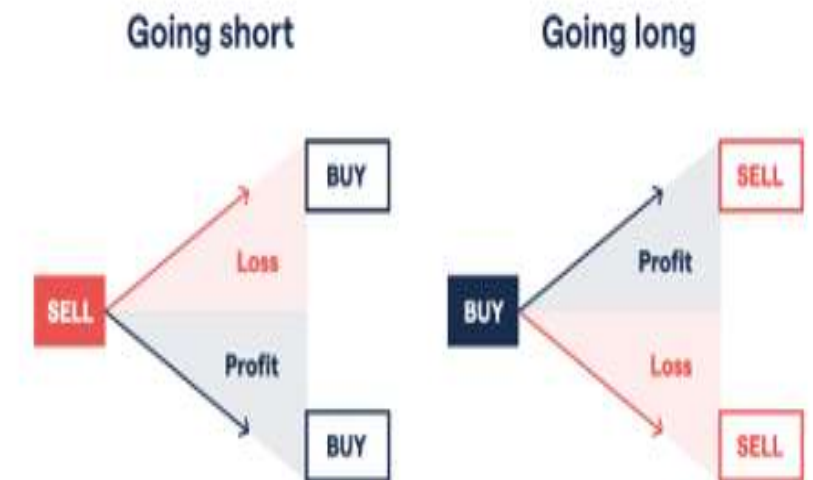 Going short
BUY
Loss
SELL
Profit
BUY
Going long
SELL
Profit
BUY
Loss
SELL